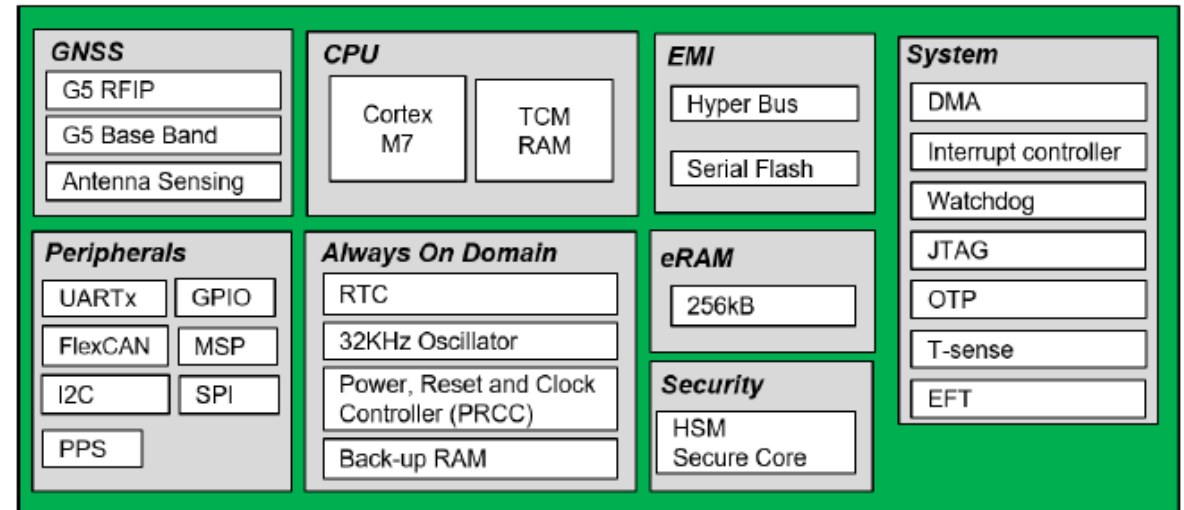 GNSS
G5 RFIP
G5 Base Band
Antenna Sensing
CPU
Cortex
M7
TCM
RAM
EMI
Hyper Bus
Serial Flash
System
DMA
Interrupt controller
Watchdog
JTAG
OTP
T-sense
EFT
Peripherals
UARTx
GPIO
FlexCAN
MSP
I2C
SPI
PPS
Always On Domain
RTC
32KHz Oscillator
Power, Reset and Clock
Controller (PRCC)
Back-up RAM
eRAM
256kB
Security
HSM
Secure Core